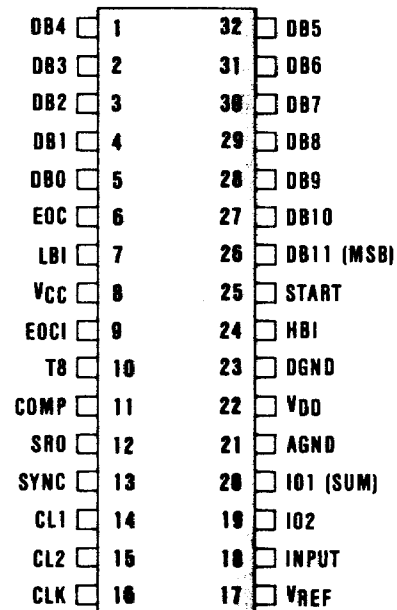 DB4 1 32 DB5
DB3 2 31 DB6
DB2 3 30 DB7
DB1 4 29 DB8
DB0 5 28 DB9
EOC 6 27 DB10
LBI 7 26 DB11 (MSB)
VCC 8 25 START
EOCI 9 24 HBI
T8 10 23 DGND
COMP 11 22 VDD
SRO 12 21 AGND
SYNC 13 20 IO1 (SUM)
CL1 14 19 IO2
CL2 15 18 INPUT
CLK 16 17 VREF